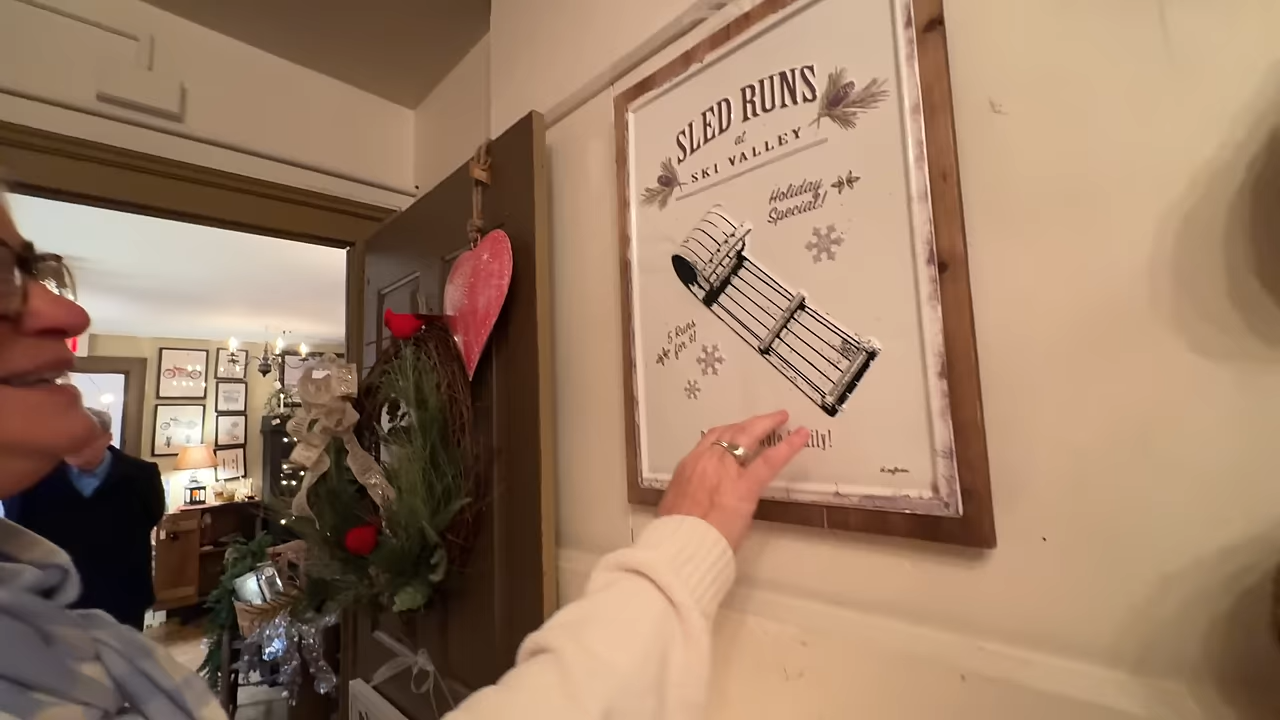 SLED RUNS
at
SKI VALLEY
Holiday
Special!
5 Runs
for $1